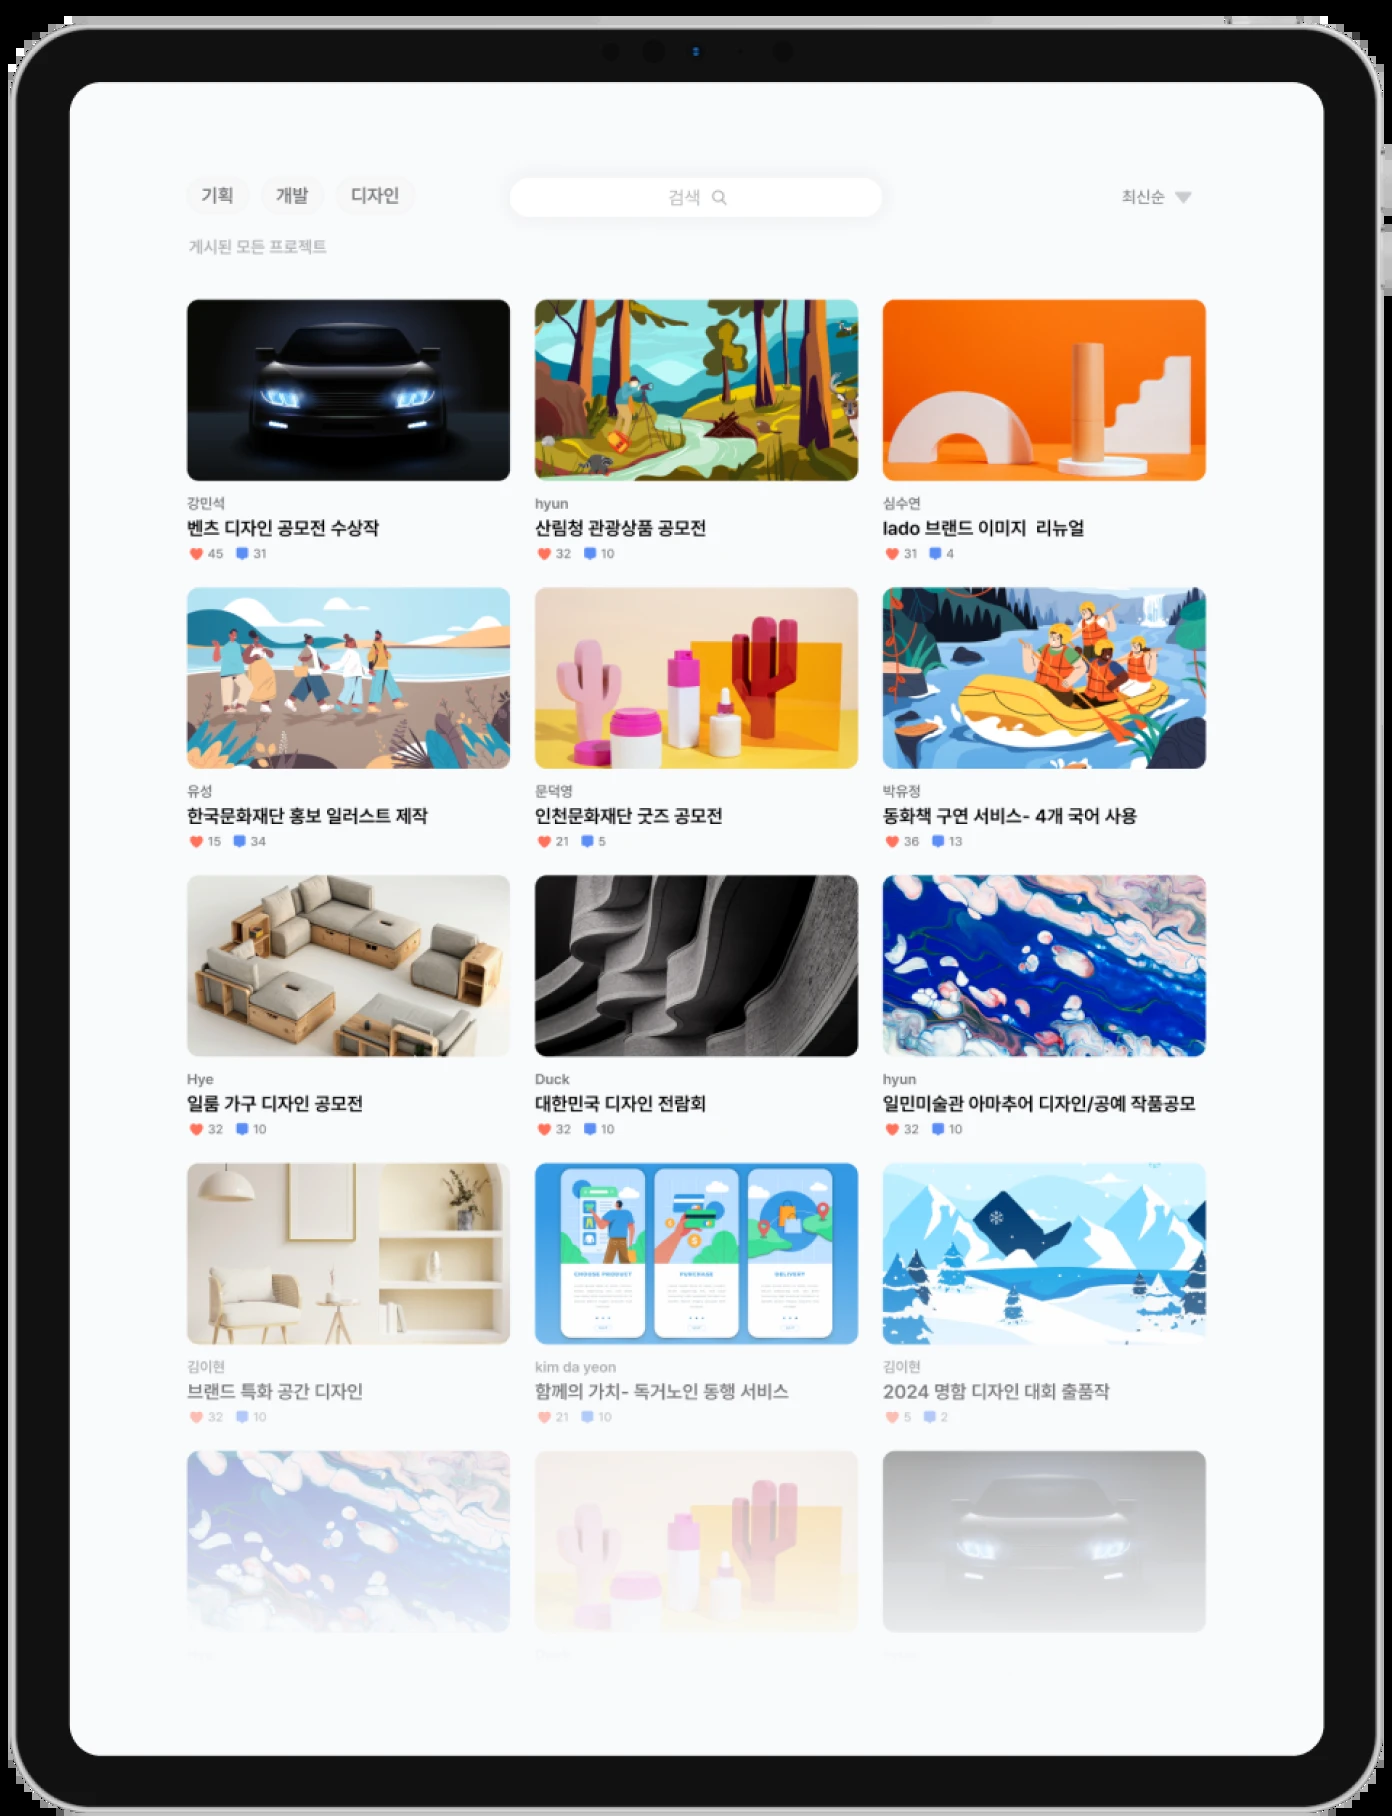 기획 개발 디자인 검색 최신순
게시된 모든 프로젝트
강민석 hyun 심수연
벤츠 디자인 공모전 수상작 산림청 관광상품 공모전 lado 브랜드 이미지 리뉴얼
45 31 32 10 31 4
유성 문덕영 박유정
한국문화재단 홍보 일러스트 제작 인천문화재단 굿즈 공모전 동화책 구연 서비스- 4개 국어 사용
15 34 21 5 36 13
Hye Duck hyun
일룸 가구 디자인 공모전 대한민국 디자인 전람회 일민미술관 아마추어 디자인/공예 작품공모
32 10 32 10 32 10
CHOOSE PRODUCT PURCHASE DELIVERY
김이현 kim da yeon 김이현
브랜드 특화 공간 디자인 함께의 가치- 독거노인 동행 서비스 2024 명함 디자인 대회 출품작
32 10 21 10 5 2